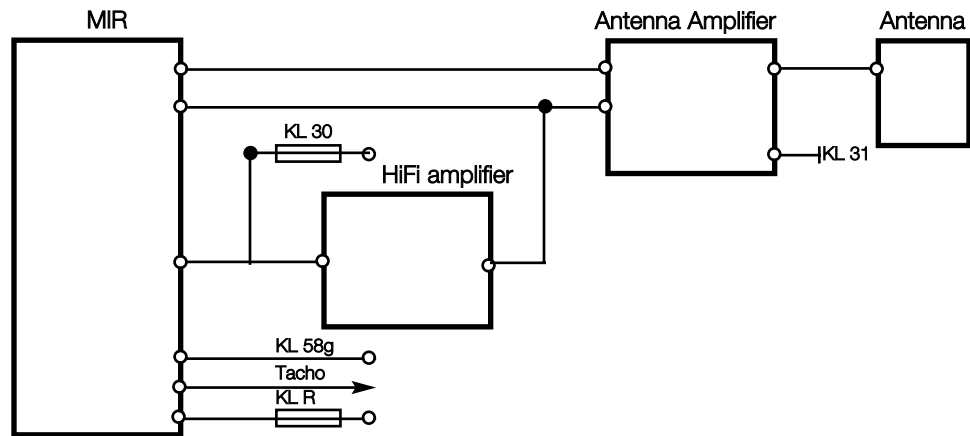 MIR
Antenna Amplifier
Antenna
KL 30
KL 31
HiFi amplifier
KL 58g
Tacho
KL R